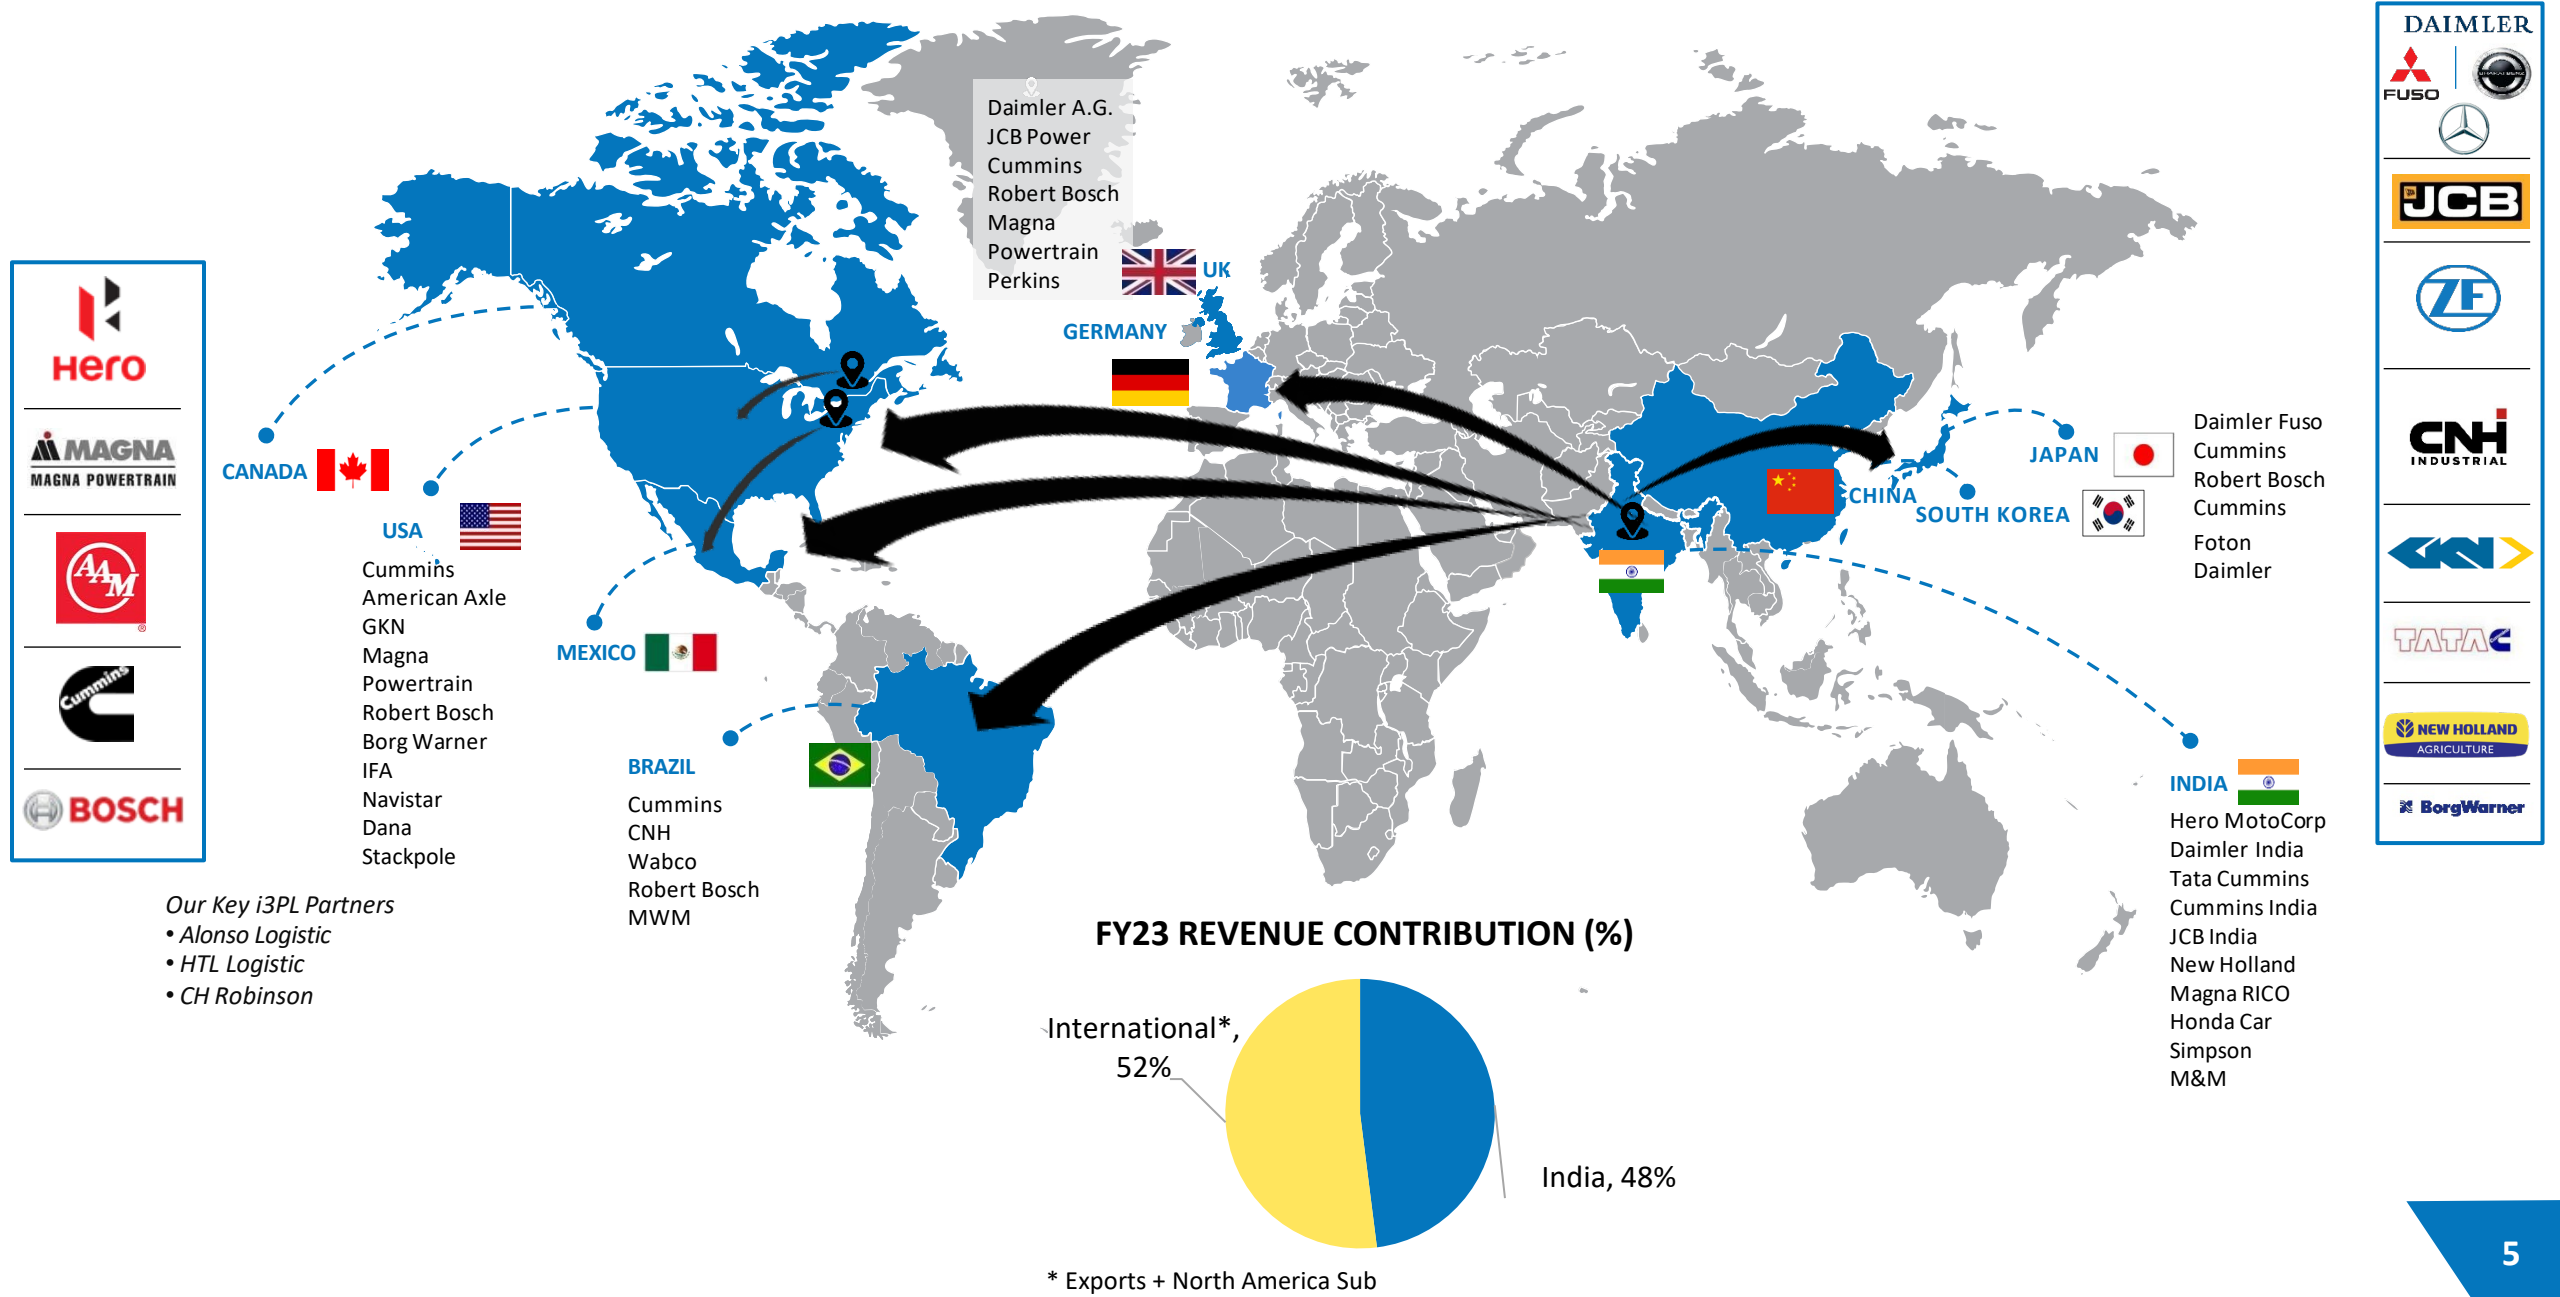 Hero
MAGNA
MAGNA POWERTRAIN
AAM
®
Cummins
BOSCH
CANADA
USA
Cummins
American Axle
GKN
Magna
Powertrain
Robert Bosch
Borg Warner
IFA
Navistar
Dana
Stackpole
Our Key i3PL Partners
• Alonso Logistic
• HTL Logistic
• CH Robinson
MEXICO
BRAZIL
Cummins
CNH
Wabco
Robert Bosch
MWM
Daimler A.G.
JCB Power
Cummins
Robert Bosch
Magna
Powertrain
Perkins
UK
GERMANY
CHINA
JAPAN
SOUTH KOREA
Daimler Fuso
Cummins
Robert Bosch
Cummins
Foton
Daimler
INDIA
Hero MotoCorp
Daimler India
Tata Cummins
Cummins India
JCB India
New Holland
Magna RICO
Honda Car
Simpson
M&M
FY23 REVENUE CONTRIBUTION (%)
International*,
52%
India, 48%
* Exports + North America Sub
DAIMLER
FUSO
JCB
ZF
CNH
INDUSTRIAL
GKN
TATA
NEW HOLLAND
AGRICULTURE
BorgWarner
5